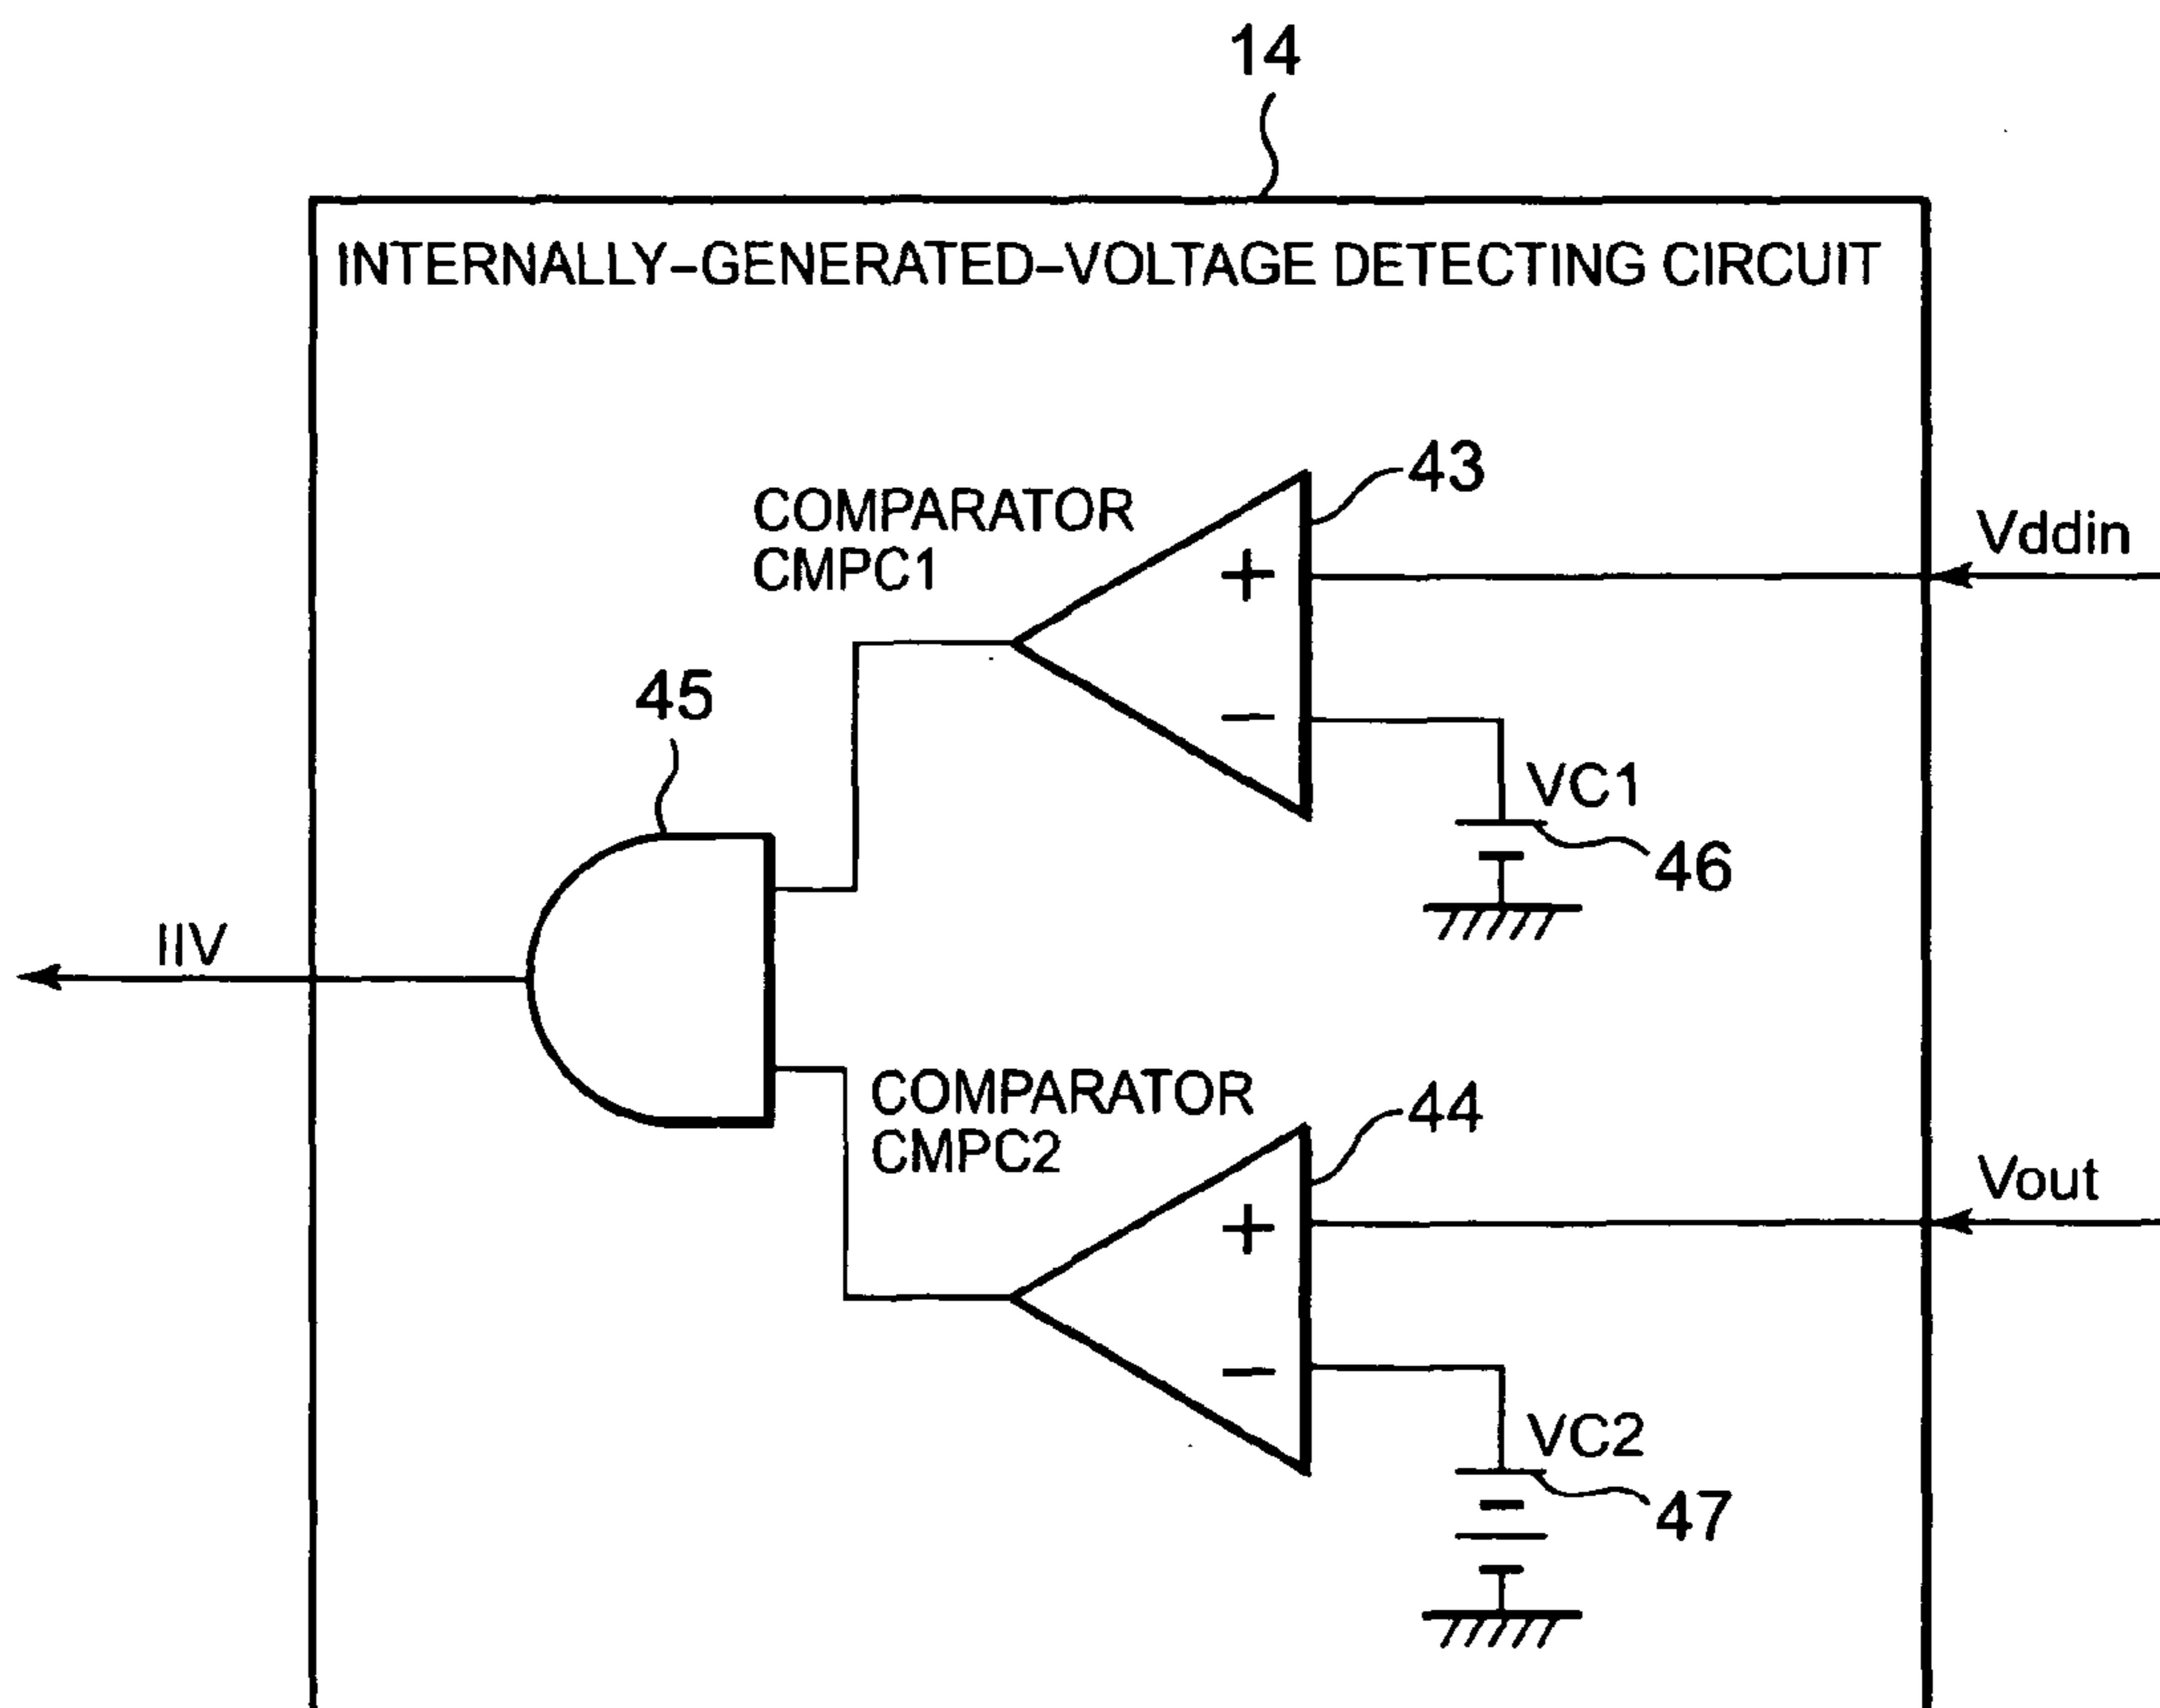 14
INTERNALLY-GENERATED-VOLTAGE DETECTING CIRCUIT
43
COMPARATOR
CMPC1
+
Vddin
−
45
VC1
46
IIV
COMPARATOR
CMPC2
44
+
Vout
−
VC2
47